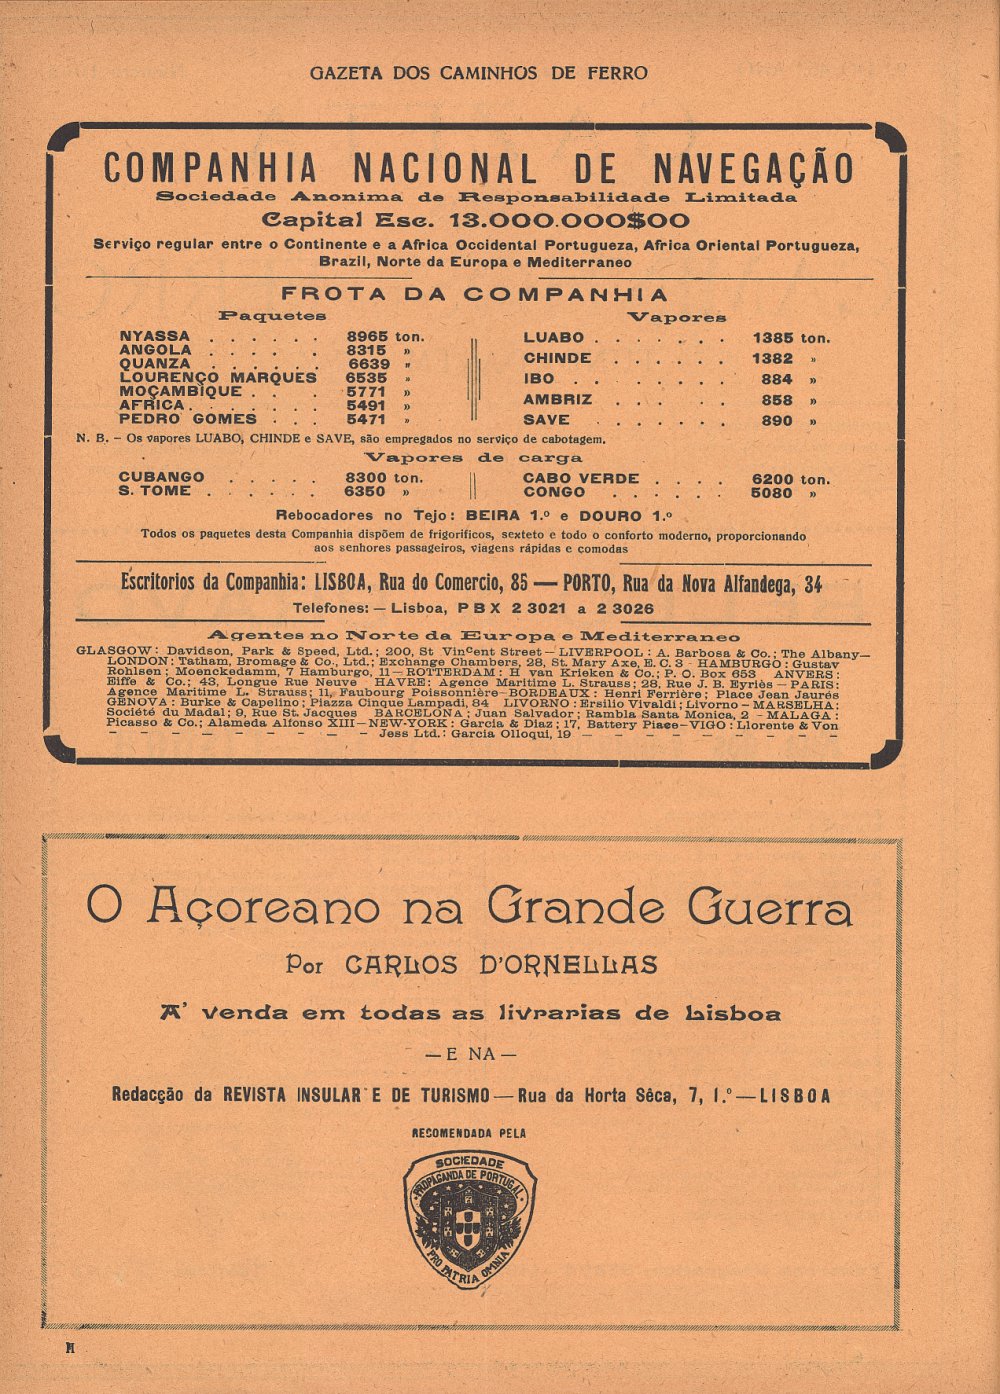 GAZETA DOS CAMINHOS DE FERRO
COMPANHIA NACIONAL DE NAVEGAÇÃO
Sociedade Anonima de Responsabilidade Limitada
Capital Esc. 13.000.000$00
Serviço regular entre o Continente e a Africa Occidental Portugueza, Africa Oriental Portugueza,
Brazil, Norte da Europa e Mediterraneo
FROTA DA COMPANHIA
Paquetes
NYASSA . . . . . . 8965 ton.
ANGOLA . . . . . 8315 »
QUANZA . . . . . . 6639 »
LOURENÇO MARQUES 6535 »
MOÇAMBIQUE . . . . 5771 »
AFRICA . . . . . . . 5491 »
PEDRO GOMES . . . 5471 »
Vapores
LUABO . . . . . . . 1385 ton.
CHINDE . . . . . . 1382 »
IBO . . . . . . . 884 »
AMBRIZ . . . . . . 858 »
SAVE . . . . . . 890 »
N. B. – Os vapores LUABO, CHINDE e SAVE, são empregados no serviço de cabotagem.
Vapores de carga
CUBANGO . . . . . 8300 ton.
S. TOME . . . . . . 6350 »
CABO VERDE . . . . 6200 ton.
CONGO . . . . . . 5080 »
Rebocadores no Tejo: BEIRA 1.º e DOURO 1.º
Todos os paquetes desta Companhia dispõem de frigorificos, sexteto e todo o conforto moderno, proporcionando
aos senhores passageiros, viagens rápidas e comodas
Escritorios da Companhia: LISBOA, Rua do Comercio, 85 — PORTO, Rua da Nova Alfandega, 34
Telefones: — Lisboa, PBX 2 3021 a 2 3026
Agentes no Norte da Europa e Mediterraneo
GLASGOW: Davidson, Park & Speed, Ltd.; 200, St Vincent Street — LIVERPOOL: A. Barbosa & Co.; The Albany—
LONDON: Tatham, Bromage & Co., Ltd.; Exchange Chambers, 28, St. Mary Axe, E. C. 3 - HAMBURGO: Gustav
Rohlsen; Moenckedamm, 7 Hamburgo, 11 — ROTTERDAM: H van Krieken & Co.; P. O. Box 653 ANVERS:
Eiffe & Co.; 43, Longue Rue Neuve - HAVRE: Agence Maritime L. Strauss; 28, Rue J. B. Eyriès — PARIS:
Agence Maritime L. Strauss; 11, Faubourg Poissonnière - BORDEAUX: Henri Ferrière; Place Jean Jaurés
GENOVA: Burke & Capelino; Piazza Cinque Lampadi, 84 LIVORNO: Ersilio Vivaldi; Livorno — MARSELHA:
Société du Madal; 9, Rue St. Jacques BARCELONA; Juan Salvador; Rambla Santa Monica, 2 - MALAGA:
Picasso & Co.; Alameda Alfonso XIII — NEW-YORK: Garcia & Diaz; 17, Battery Place — VIGO: Llorente & Von
— — — — — — — — Jess Ltd.: Garcia Olloqui, 19 — — — — — — — —
O Açoreano na Grande Guerra
Por CARLOS D'ORNELLAS
A' venda em todas as livrarias de Lisboa
— E NA —
Redacção da REVISTA INSULAR E DE TURISMO — Rua da Horta Sêca, 7, 1.º — LISBOA
RECOMENDADA PELA
SOCIEDADE
PROPAGANDA DE PORTUGAL
PRO PATRIA OMNIA